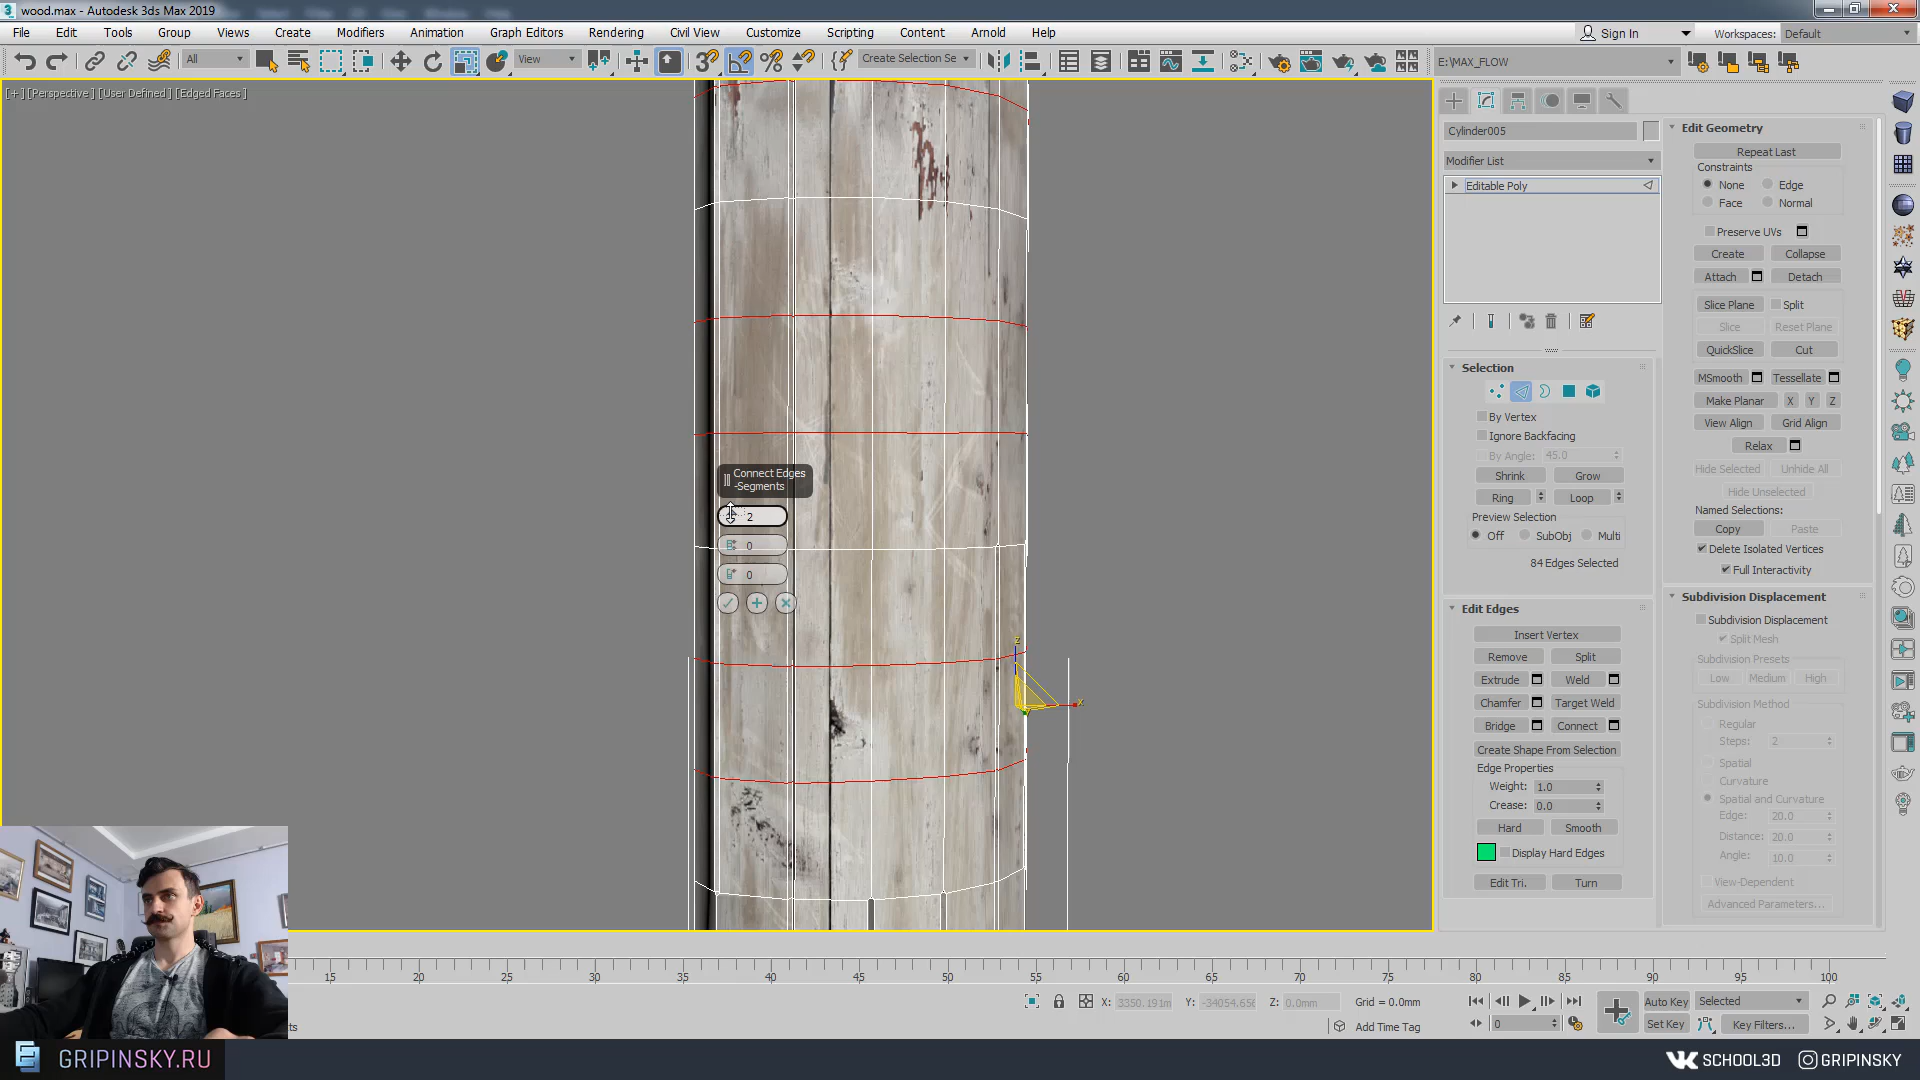 wood.max - Autodesk 3ds Max 2019
File Edit Tools Group Views Create Modifiers Animation Graph Editors Rendering Civil View Customize Scripting Content Arnold Help
Sign In Workspaces: Default
All View Create Selection Se E:\MAX_FLOW
[+] [Perspective] [User Defined] [Edged Faces]
Connect Edges
-Segments
2
0
0
Z
X
Cylinder005
Modifier List
Editable Poly
Selection
By Vertex
Ignore Backfacing
By Angle: 45.0
Shrink Grow
Ring Loop
Preview Selection
Off SubObj Multi
84 Edges Selected
Edit Edges
Insert Vertex
Remove Split
Extrude Weld
Chamfer Target Weld
Bridge Connect
Create Shape From Selection
Edge Properties
Weight: 1.0
Crease: 0.0
Hard Smooth
Display Hard Edges
Edit Tri. Turn
Edit Geometry
Repeat Last
Constraints
None Edge
Face Normal
Preserve UVs
Create Collapse
Attach Detach
Slice Plane Split
Slice Reset Plane
QuickSlice Cut
MSmooth Tessellate
Make Planar X Y Z
View Align Grid Align
Relax
Hide Selected Unhide All
Hide Unselected
Named Selections:
Copy Paste
Delete Isolated Vertices
Full Interactivity
Subdivision Displacement
Subdivision Displacement
Split Mesh
Subdivision Presets
Low Medium High
Subdivision Method
Regular
Steps: 2
Spatial
Curvature
Spatial and Curvature
Edge: 20.0
Distance: 20.0
Angle: 10.0
View-Dependent
Advanced Parameters...
15 20 25 30 35 40 45 50 55 60 65 70 75 80 85 90 95 100
X: 3350.191m Y: -34054.656 Z: 0.0mm Grid = 0.0mm
Auto Key Selected
ts
Add Time Tag
0
Set Key Key Filters...
GRIPINSKY.RU
SCHOOL3D GRIPINSKY